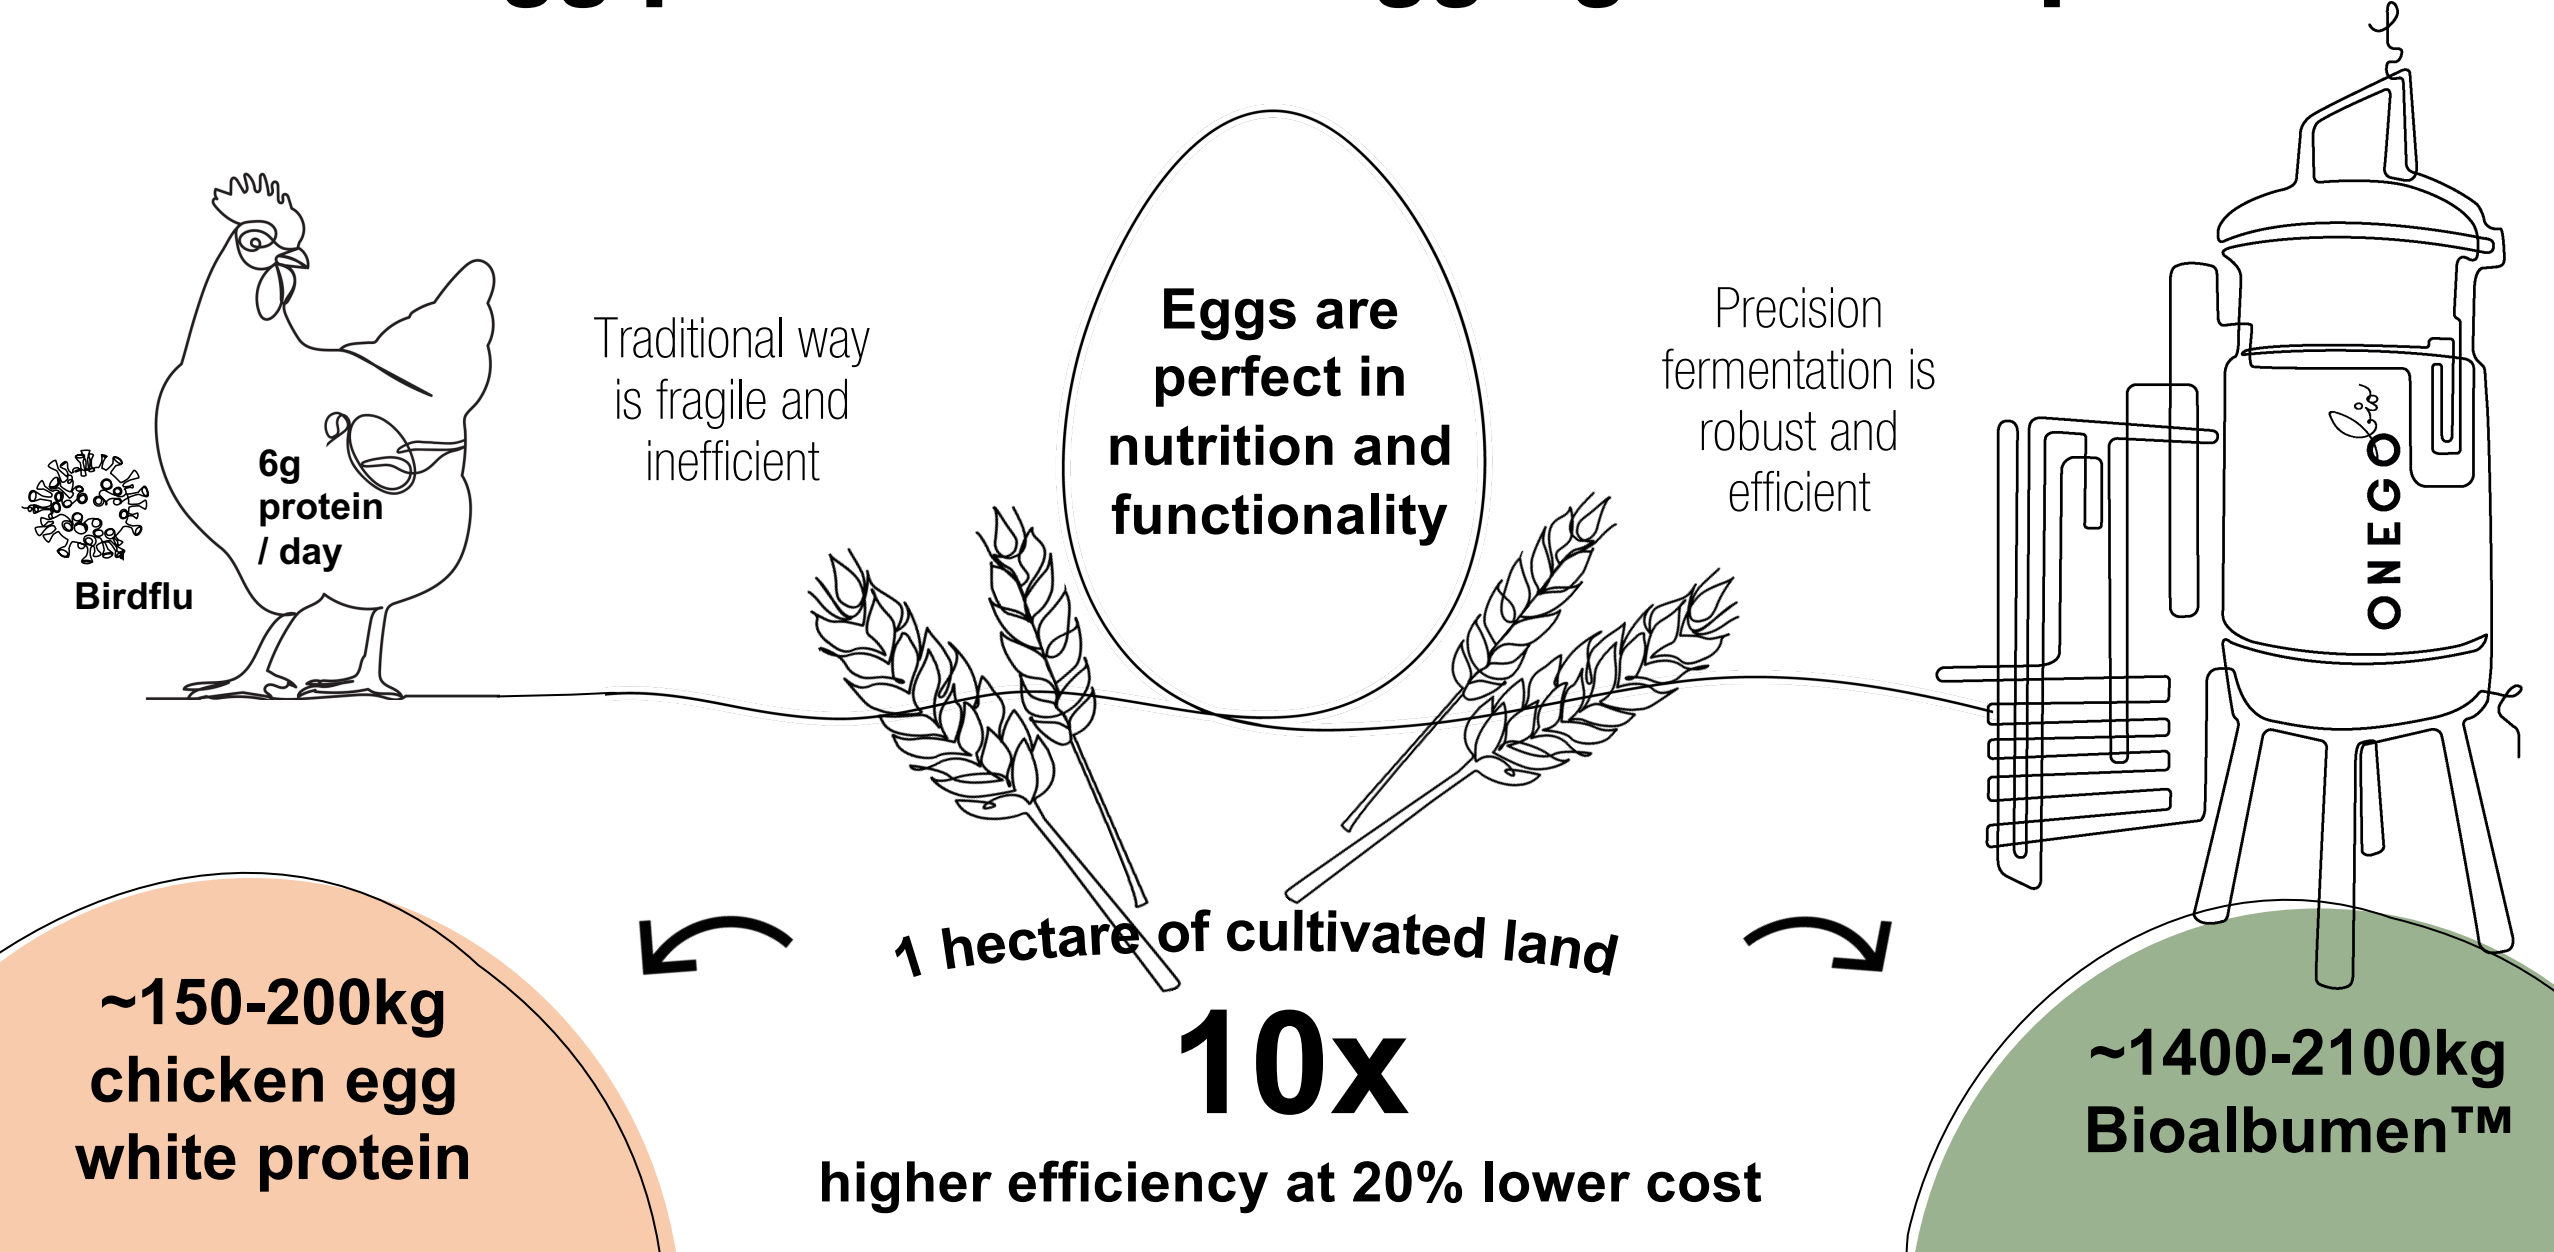 6g
protein
/ day
Birdflu
Traditional way
is fragile and
inefficient
Eggs are
perfect in
nutrition and
functionality
Precision
fermentation is
robust and
efficient
ONEGO
bio
1 hectare of cultivated land
10x
higher efficiency at 20% lower cost
~150-200kg
chicken egg
white protein
~1400-2100kg
Bioalbumen™